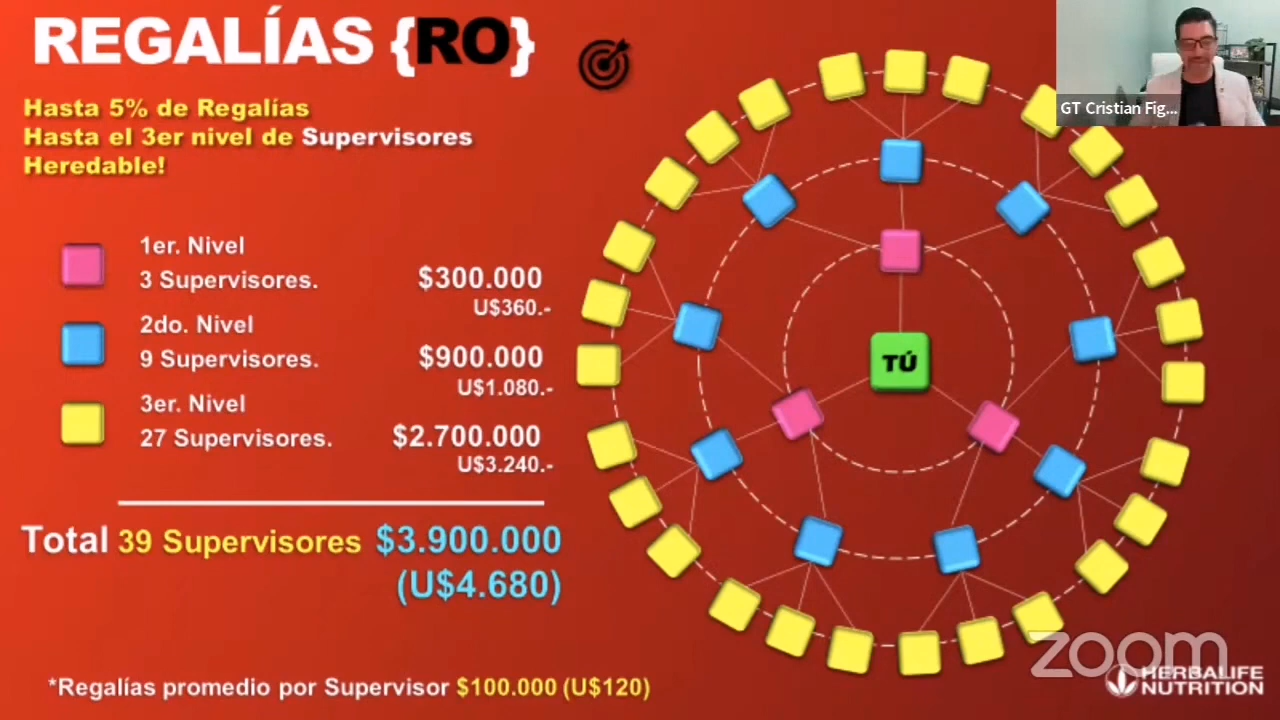 REGALÍAS {RO}
Hasta 5% de Regalías
Hasta el 3er nivel de Supervisores
Heredable!
1er. Nivel
3 Supervisores. $300.000
U$360.-
2do. Nivel
9 Supervisores. $900.000
U$1.080.-
3er. Nivel
27 Supervisores. $2.700.000
U$3.240.-
Total 39 Supervisores $3.900.000
(U$4.680)
*Regalías promedio por Supervisor $100.000 (U$120)
TÚ
GT Cristian Fig...
zoom
HERBALIFE
NUTRITION